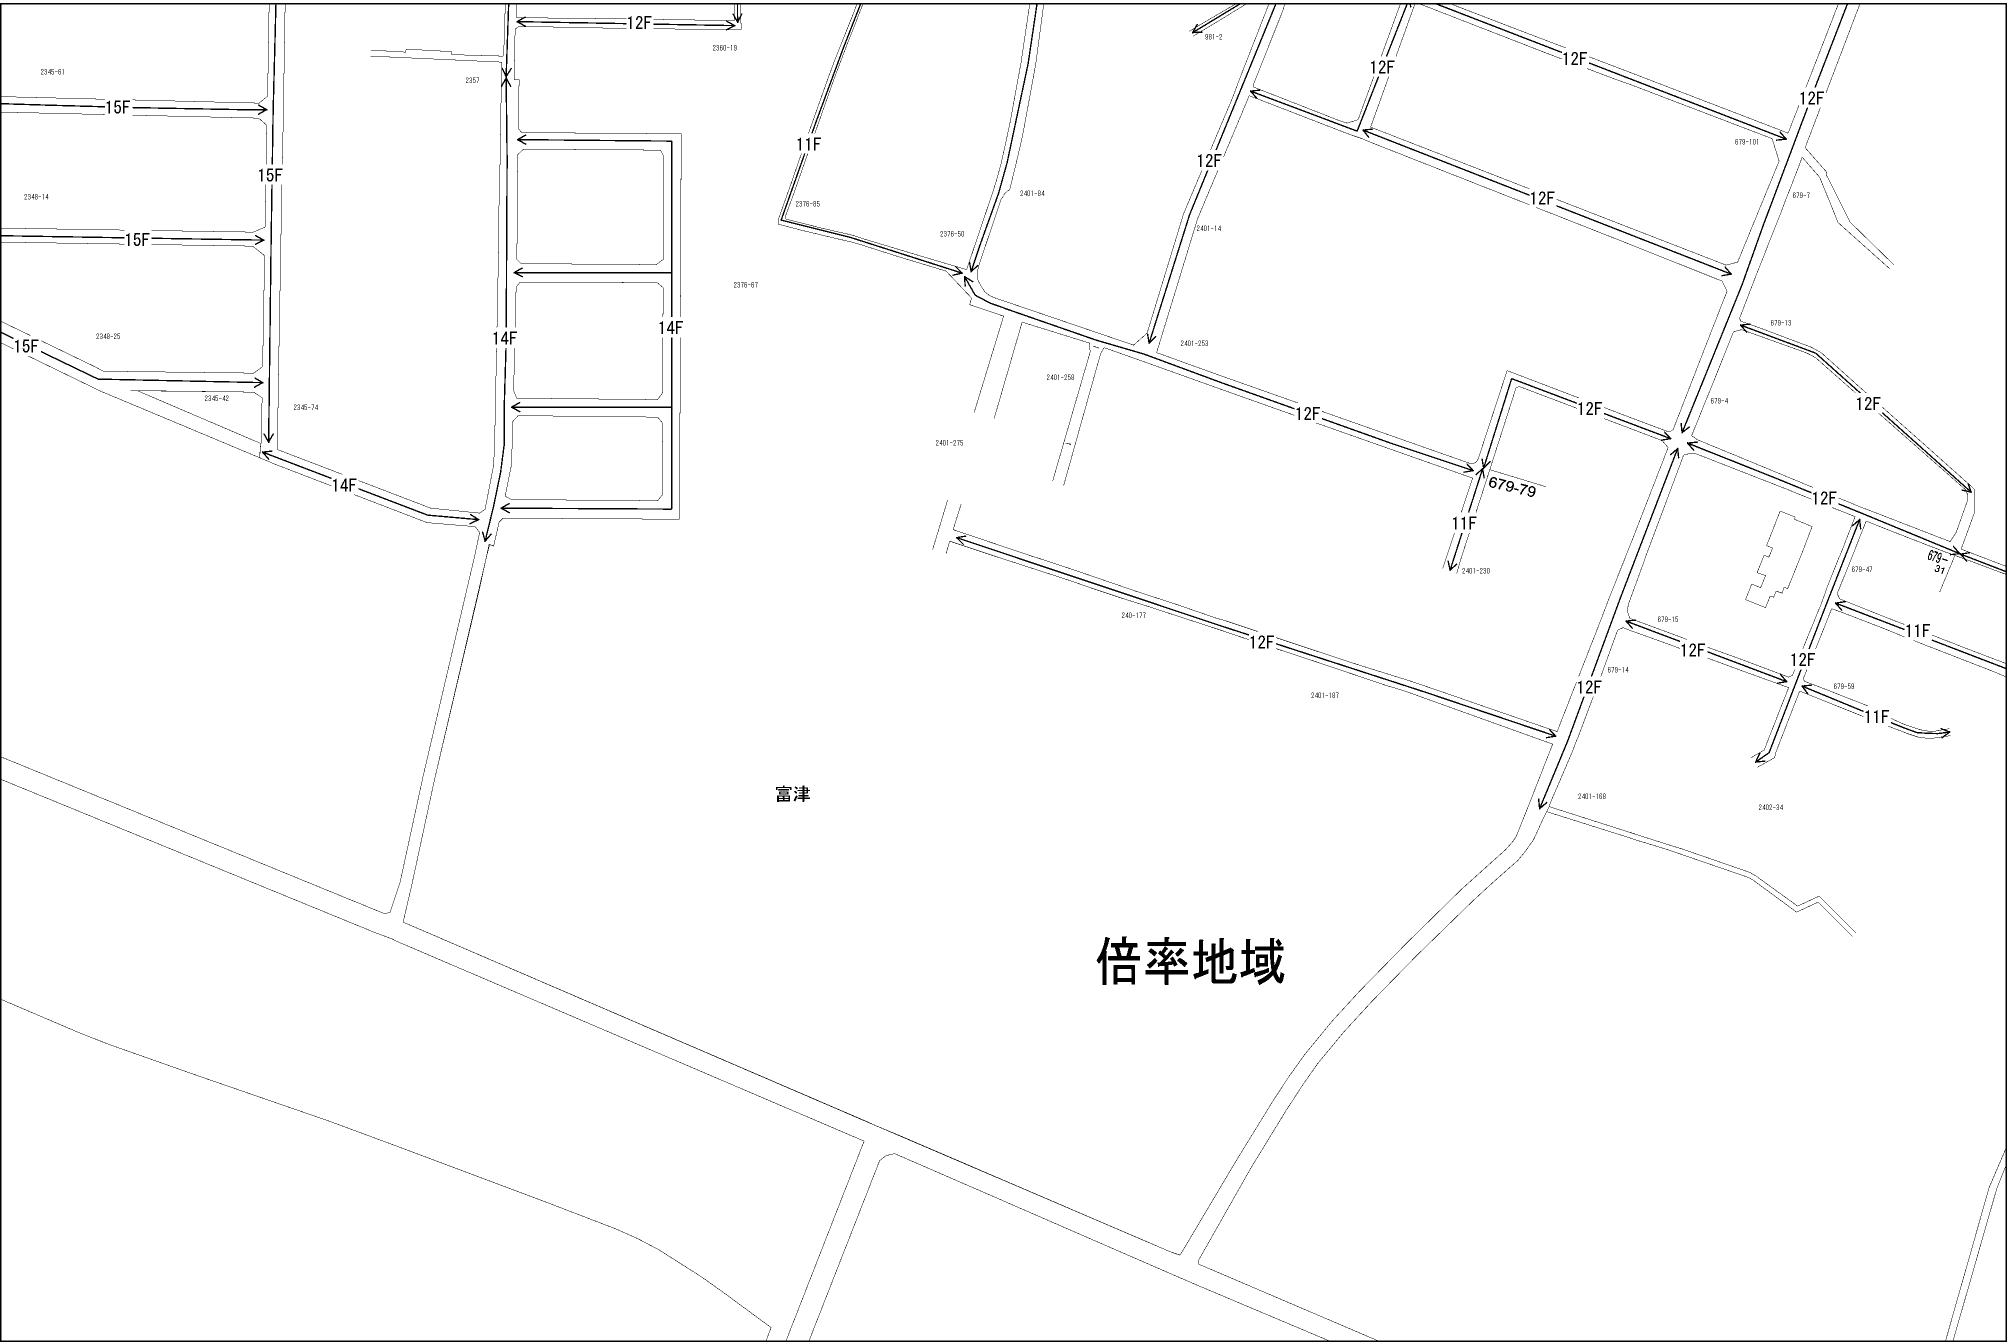 12F
2360-19
981-2
12F
2345-61
2357
12F
12F
15F
11F
679-101
15F
12F
2348-14
2376-85
2401-84
12F
679-7
15F
2376-50
2401-14
2376-67
2348-25
15F
14F
14F
2401-253
679-13
2345-42
2345-74
2401-258
12F
12F
679-4
12F
2401-275
14F
679-79
12F
11F
2401-230
679-31
679-47
240-177
12F
679-15
12F
11F
679-14
12F
12F
2401-187
12F
679-59
11F
富津
2401-168
2402-34
倍率地域